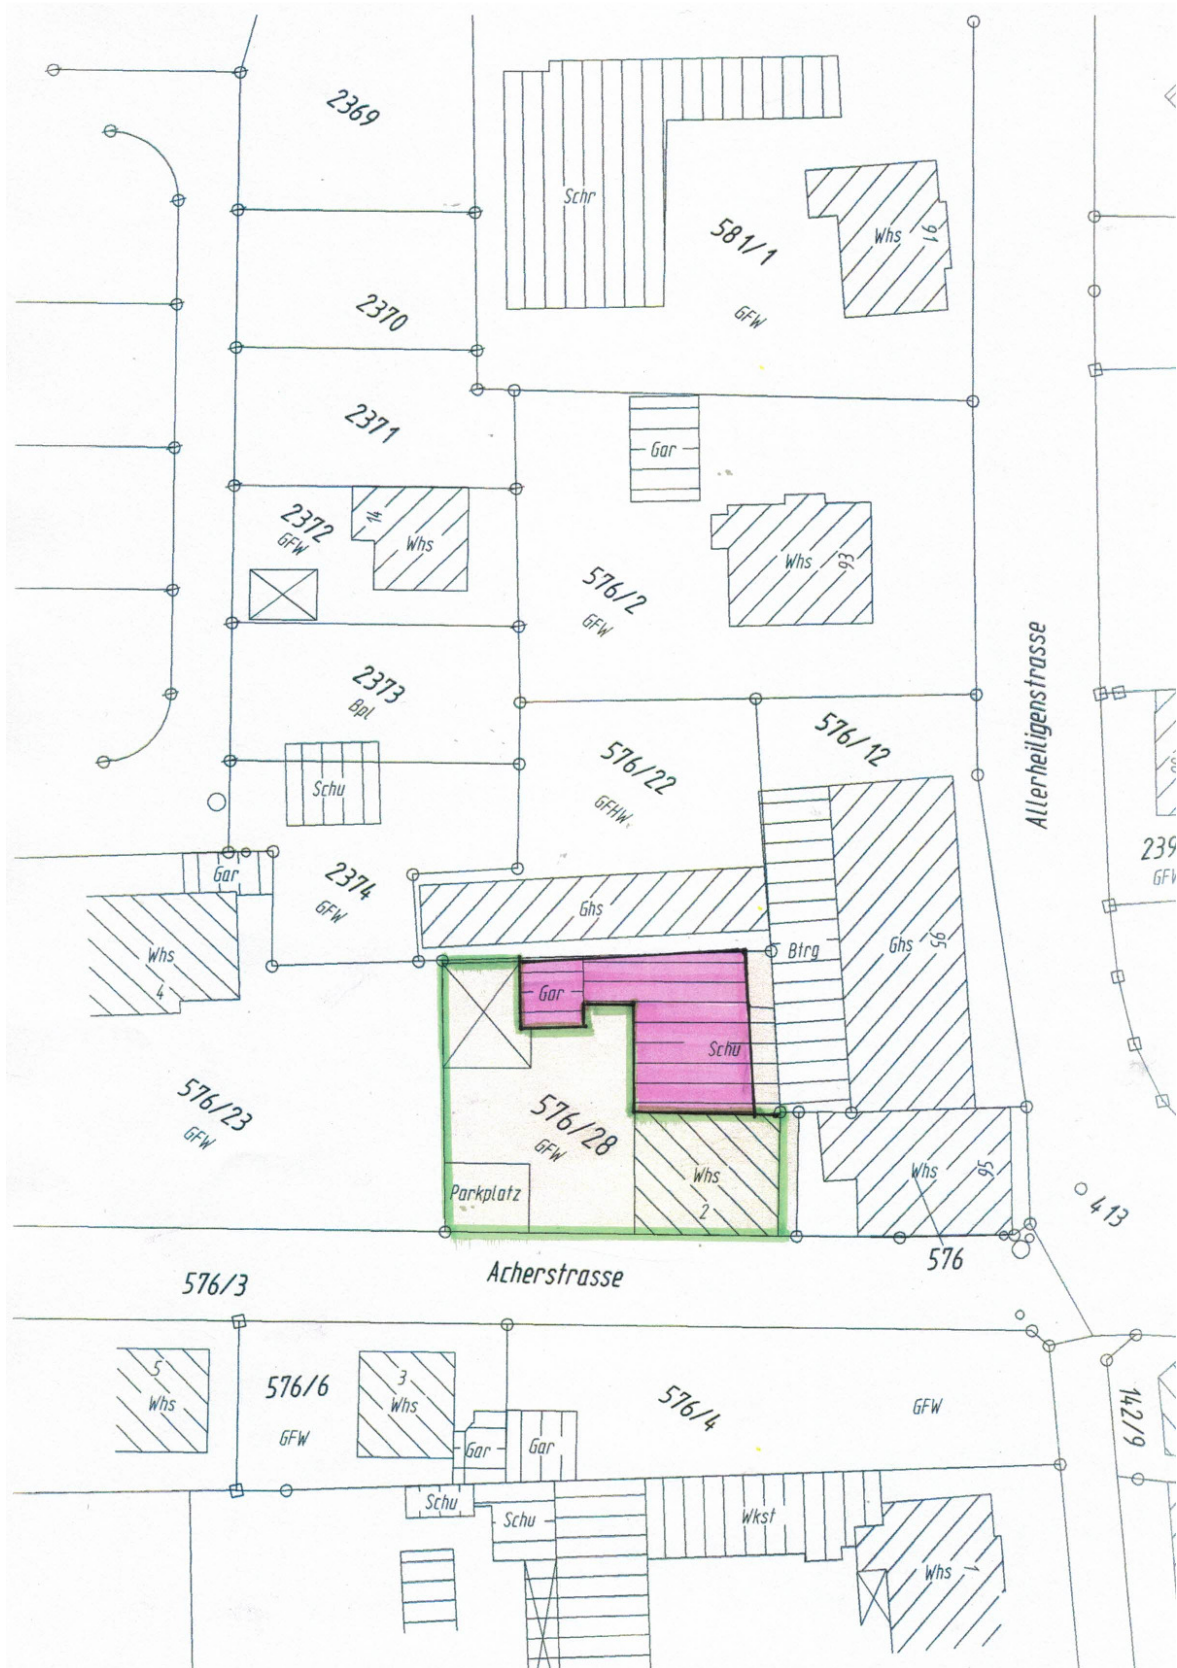 2369
Schr
581/1
Whs
91
GFW
2370
2371
Gar
2372
GFW
14
Whs
576/2
GFW
Whs
93
2373
Bpl
Allerheiligenstrasse
576/12
576/22
GFHW
Schu
239
GFW
Gar
2374
GFW
Ghs
Btrg
Ghs
95
Whs
4
Gar
Schu
576/23
GFW
576/28
GFW
Parkplatz
Whs
2
Whs
56
576
413
Acherstrasse
576/3
5
Whs
576/6
GFW
3
Whs
576/4
GFW
142/9
Gar
Gar
Schu
Schu
Wkst
Whs
1